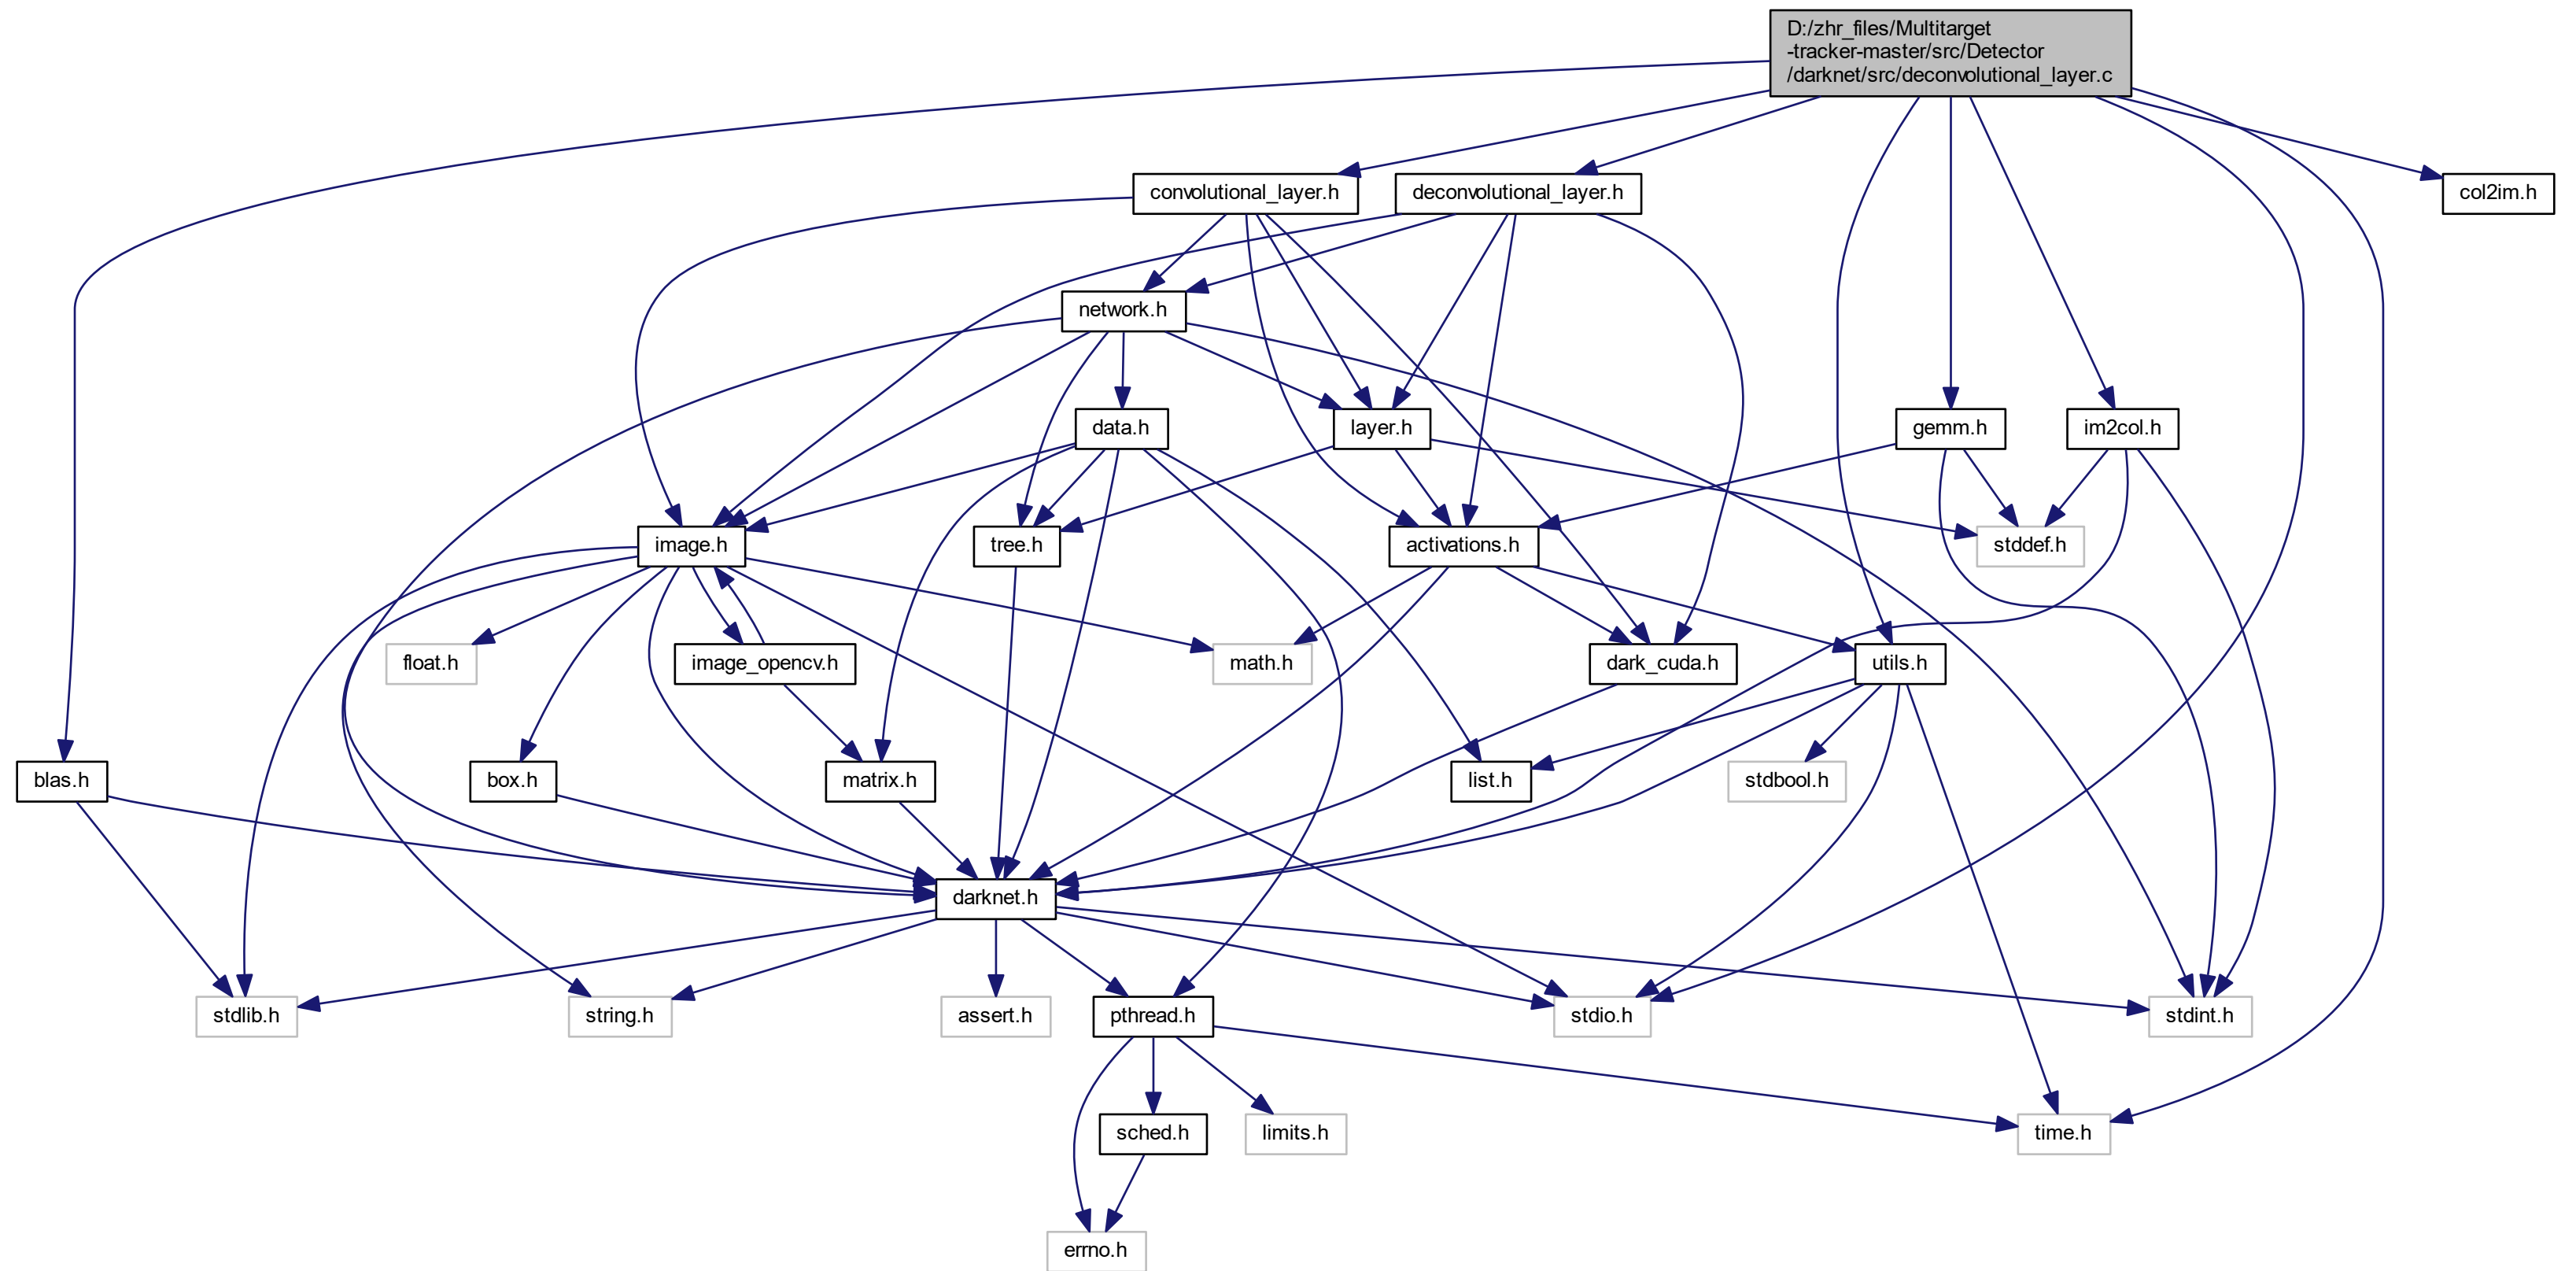 D:/zhr_files/Multitarget
-tracker-master/src/Detector
/darknet/src/deconvolutional_layer.c
convolutional_layer.h
deconvolutional_layer.h
col2im.h
network.h
data.h
layer.h
gemm.h
im2col.h
image.h
tree.h
activations.h
stddef.h
float.h
image_opencv.h
math.h
dark_cuda.h
utils.h
blas.h
box.h
matrix.h
list.h
stdbool.h
darknet.h
stdlib.h
string.h
assert.h
pthread.h
stdio.h
stdint.h
sched.h
limits.h
time.h
errno.h